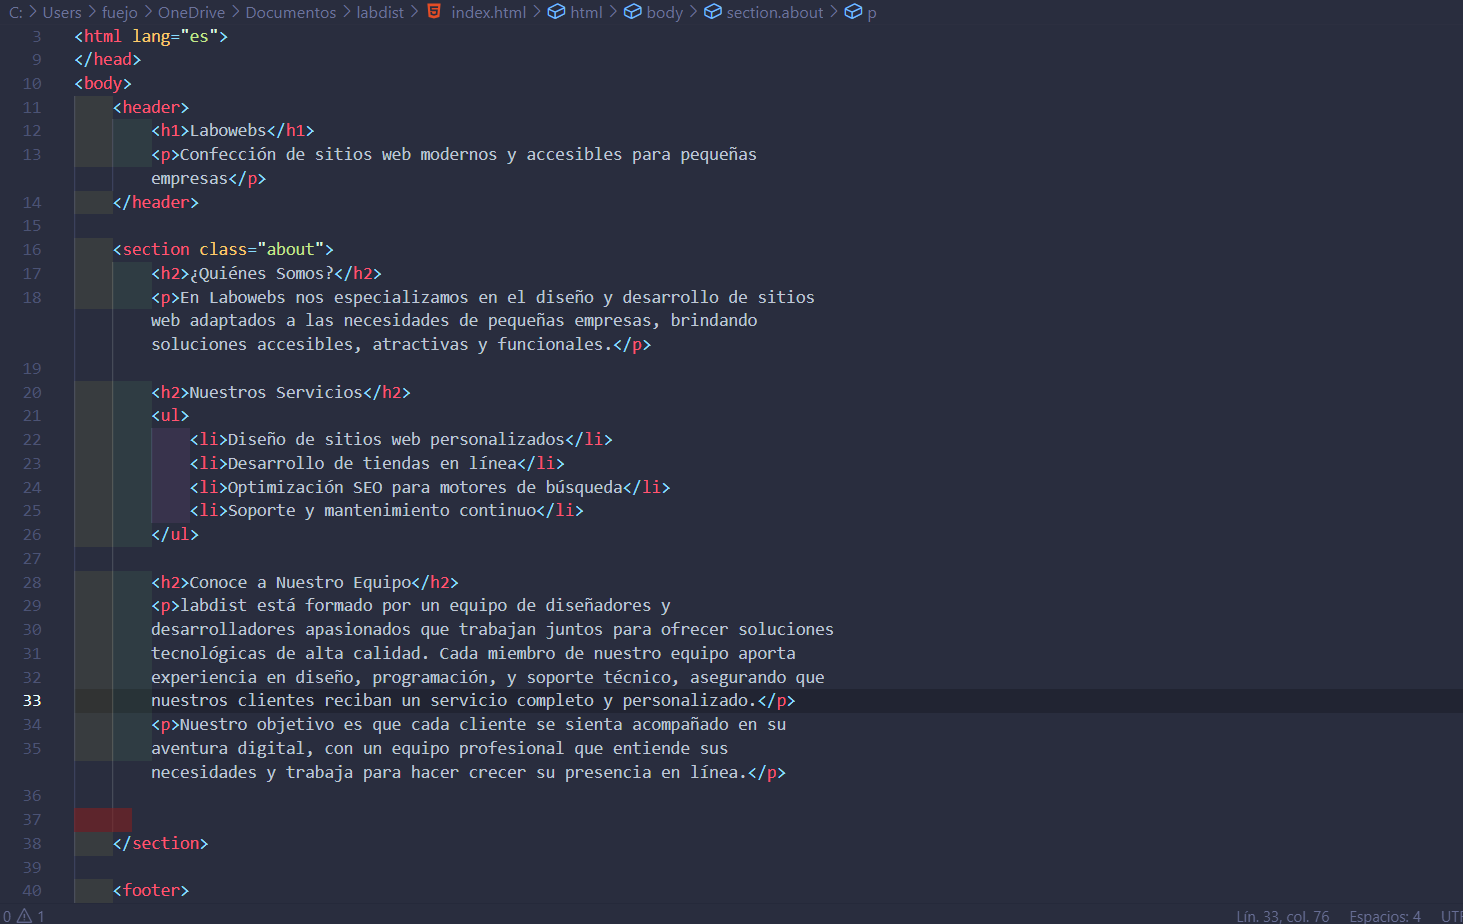 C: > Users > fuejo > OneDrive > Documentos > labdist > index.html > html > body > section.about > p
3 <html lang="es">
9 </head>
10 <body>
11 <header>
12 <h1>Labowebs</h1>
13 <p>Confección de sitios web modernos y accesibles para pequeñas
empresas</p>
14 </header>
15
16 <section class="about">
17 <h2>¿Quiénes Somos?</h2>
18 <p>En Labowebs nos especializamos en el diseño y desarrollo de sitios
web adaptados a las necesidades de pequeñas empresas, brindando
soluciones accesibles, atractivas y funcionales.</p>
19
20 <h2>Nuestros Servicios</h2>
21 <ul>
22 <li>Diseño de sitios web personalizados</li>
23 <li>Desarrollo de tiendas en línea</li>
24 <li>Optimización SEO para motores de búsqueda</li>
25 <li>Soporte y mantenimiento continuo</li>
26 </ul>
27
28 <h2>Conoce a Nuestro Equipo</h2>
29 <p>labdist está formado por un equipo de diseñadores y
30 desarrolladores apasionados que trabajan juntos para ofrecer soluciones
31 tecnológicas de alta calidad. Cada miembro de nuestro equipo aporta
32 experiencia en diseño, programación, y soporte técnico, asegurando que
33 nuestros clientes reciban un servicio completo y personalizado.</p>
34 <p>Nuestro objetivo es que cada cliente se sienta acompañado en su
35 aventura digital, con un equipo profesional que entiende sus
necesidades y trabaja para hacer crecer su presencia en línea.</p>
36
37
38 </section>
39
40 <footer>
0 1 Lín. 33, col. 76 Espacios: 4 UTF